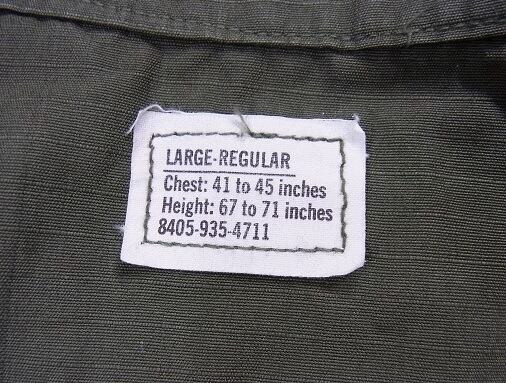 LARGE-REGULAR
Chest: 41 to 45 inches
Height: 67 to 71 inches
8405-935-4711